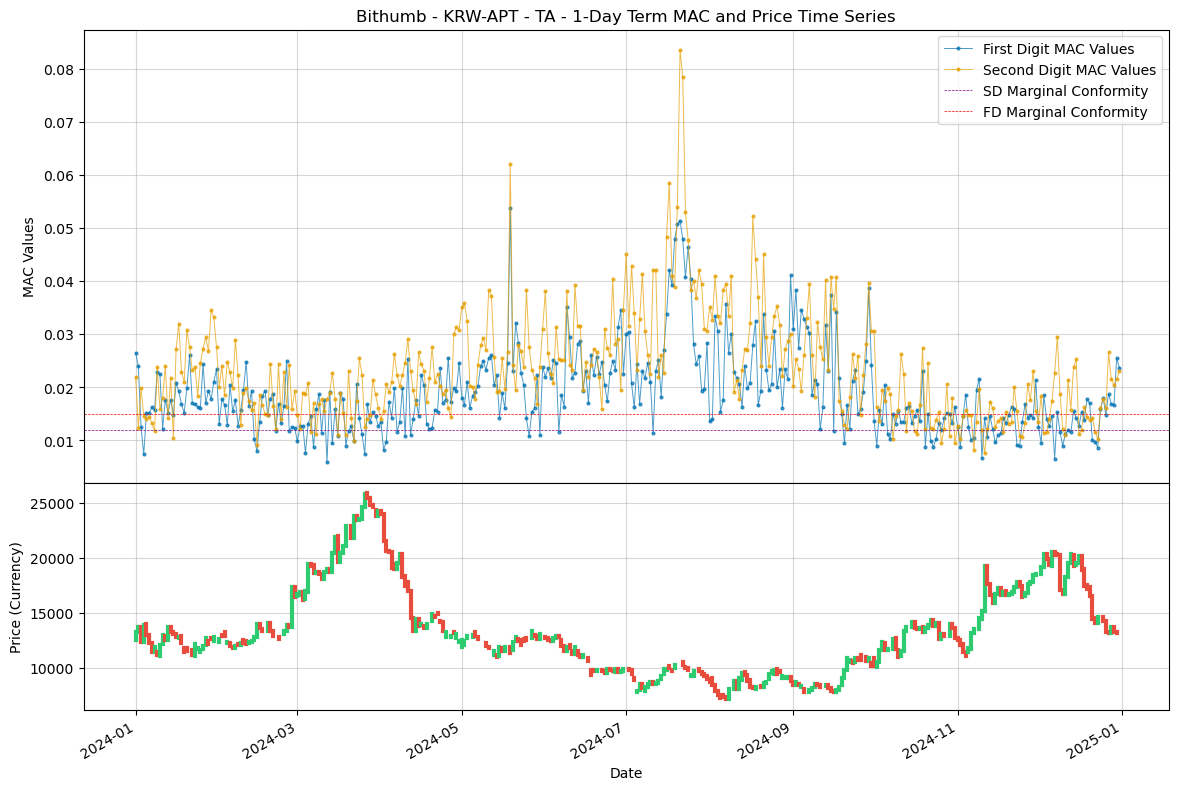 Bithumb - KRW-APT - TA - 1-Day Term MAC and Price Time Series
First Digit MAC Values
Second Digit MAC Values
SD Marginal Conformity
FD Marginal Conformity
MAC Values
0.08
0.07
0.06
0.05
0.04
0.03
0.02
0.01
Price (Currency)
25000
20000
15000
10000
2024-01
2024-03
2024-05
2024-07
2024-09
2024-11
2025-01
Date